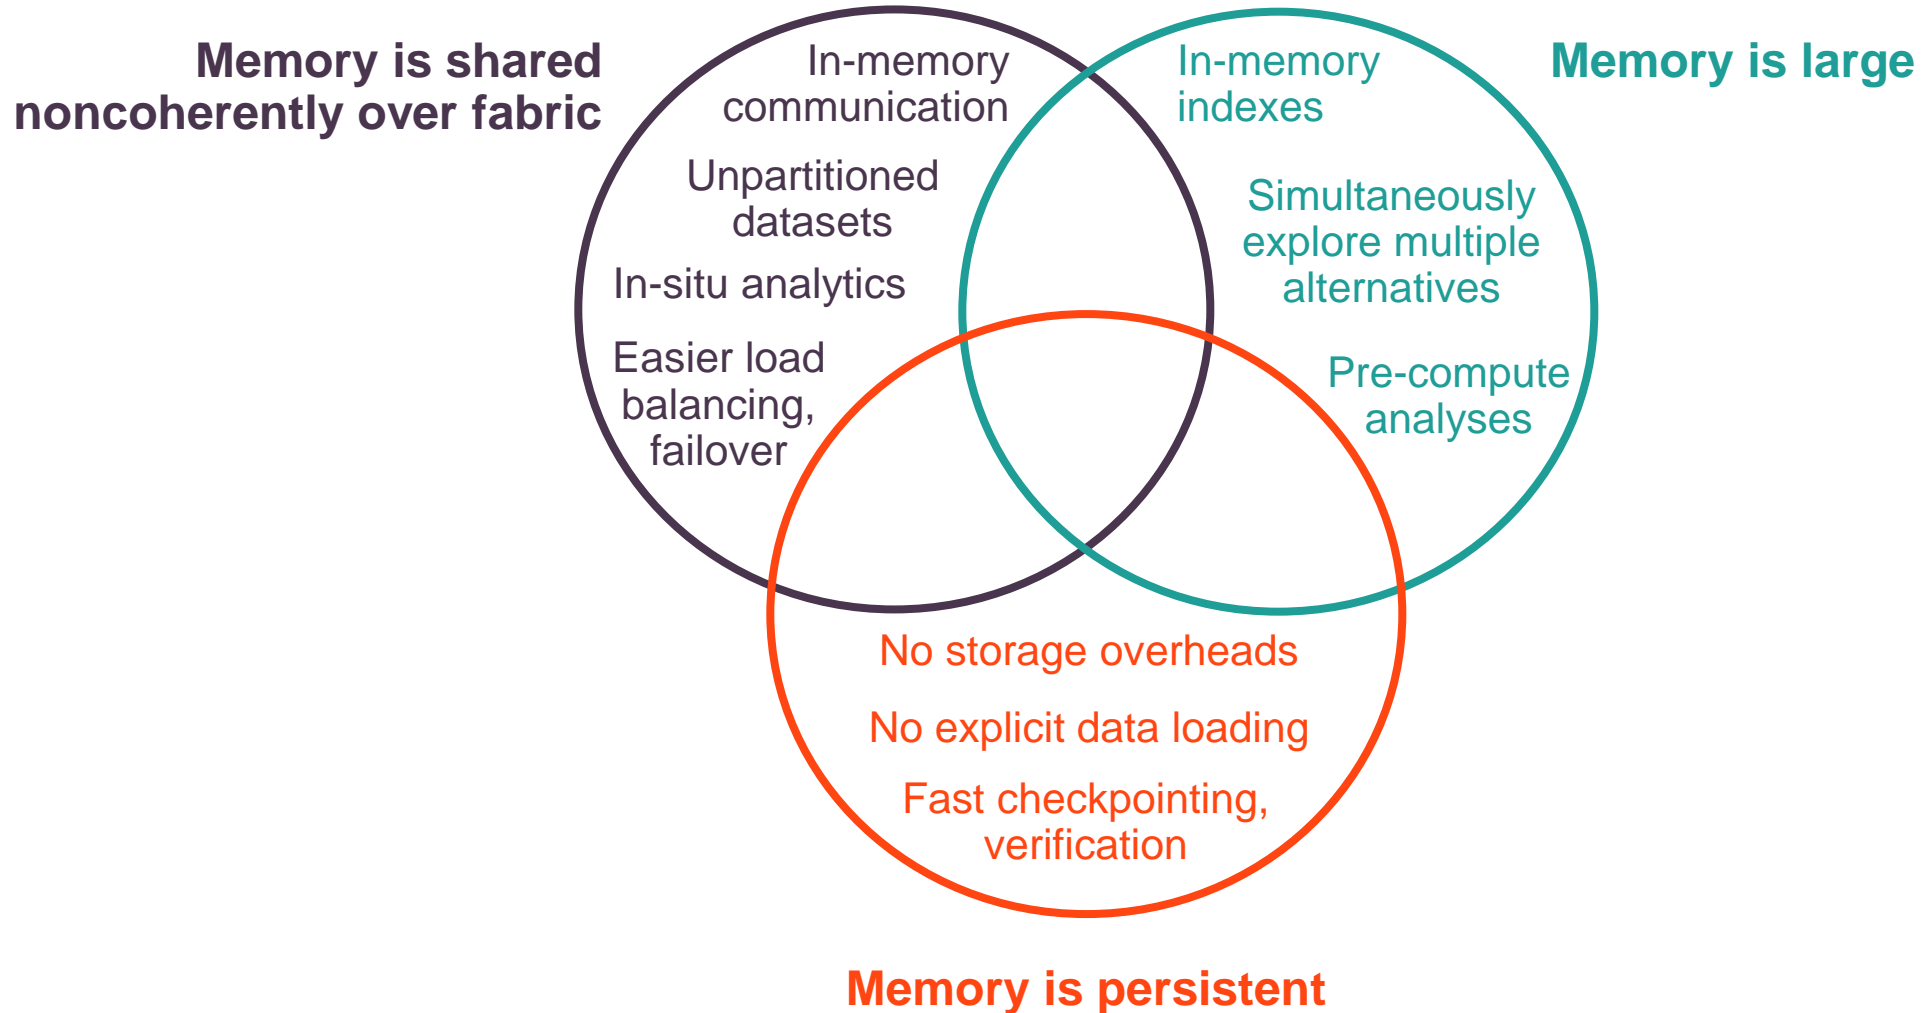 Memory is shared
noncoherently over fabric
In-memory
communication
Unpartitioned
datasets
In-situ analytics
Easier load
balancing,
failover
In-memory
indexes
Simultaneously
explore multiple
alternatives
Pre-compute
analyses
Memory is large
No storage overheads
No explicit data loading
Fast checkpointing,
verification
Memory is persistent